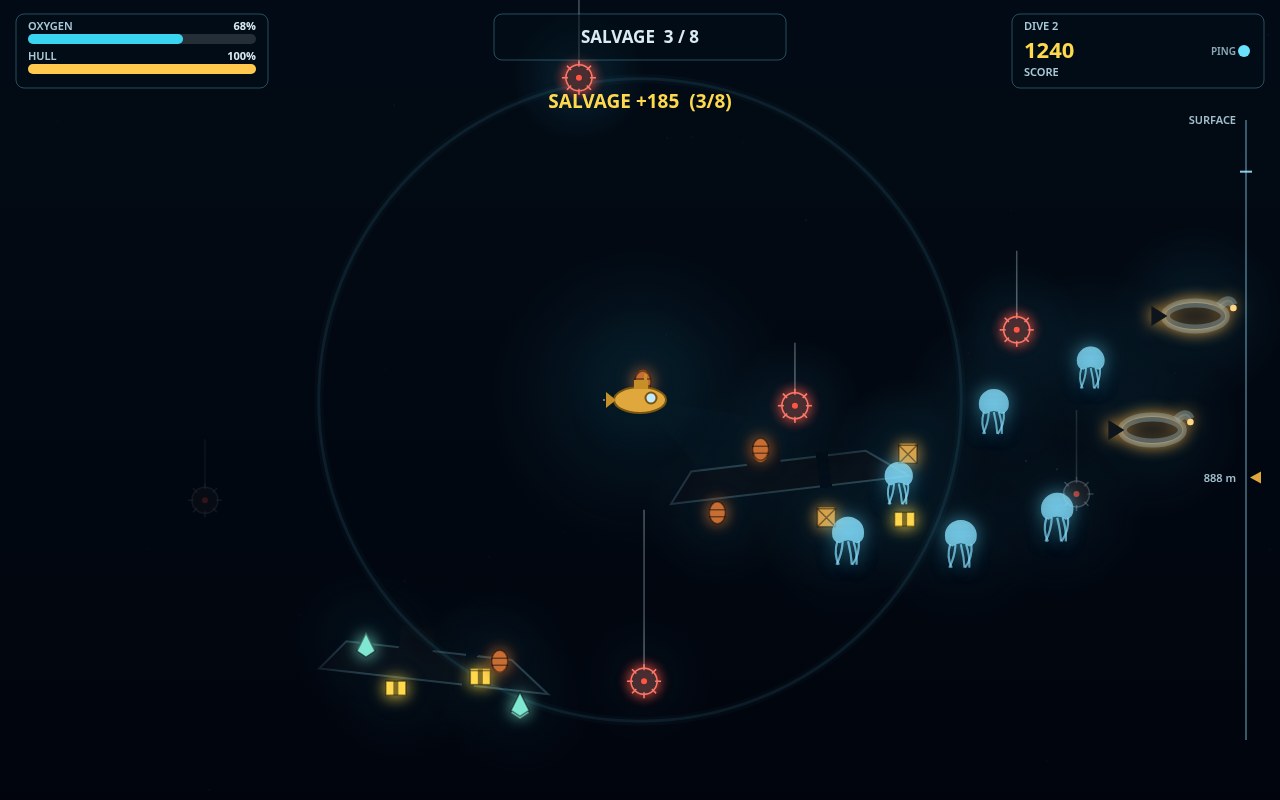 OXYGEN 68%
HULL 100%
SALVAGE 3 / 8
SALVAGE +185 (3/8)
DIVE 2
1240
PING
SCORE
SURFACE
888 m